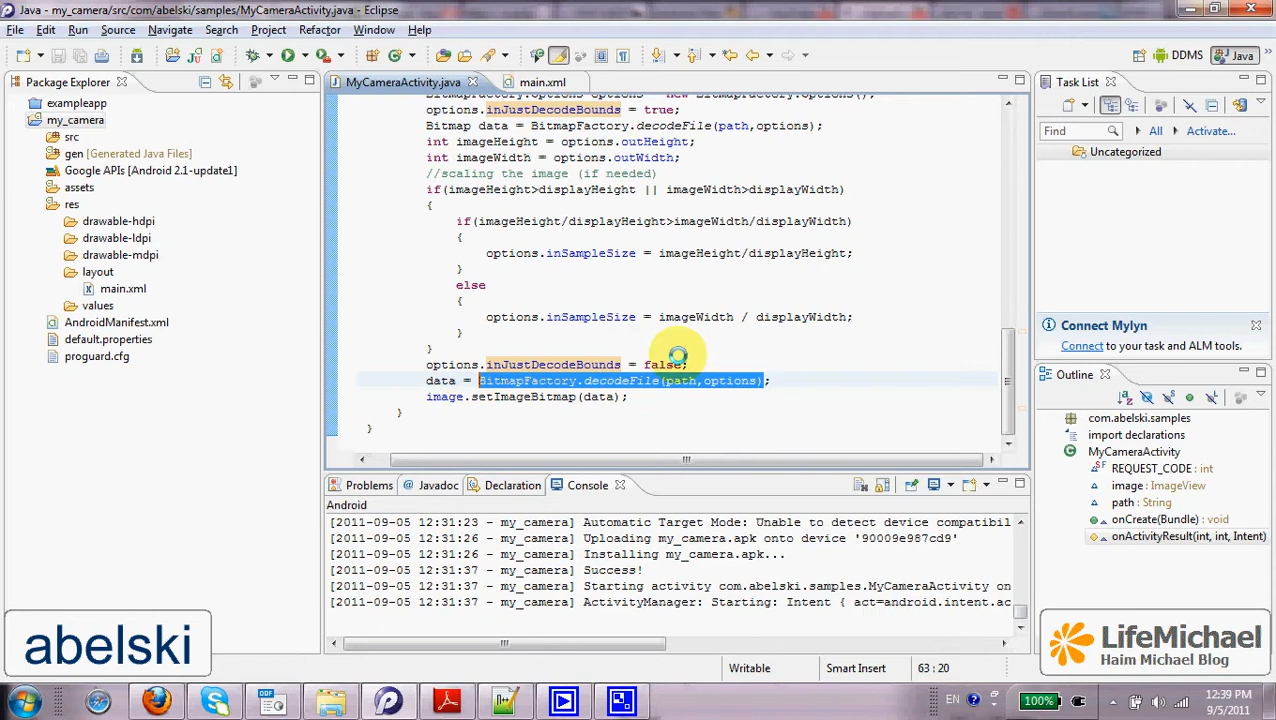 Java - my_camera/src/com/abelski/samples/MyCameraActivity.java - Eclipse
File Edit Run Source Navigate Search Project Refactor Window Help
DDMS Java
Package Explorer
exampleapp
my_camera
src
gen [Generated Java Files]
Google APIs [Android 2.1-update1]
assets
res
drawable-hdpi
drawable-ldpi
drawable-mdpi
layout
main.xml
values
AndroidManifest.xml
default.properties
proguard.cfg
MyCameraActivity.java main.xml
BitmapFactory.Options options = new BitmapFactory.Options();
options.inJustDecodeBounds = true;
Bitmap data = BitmapFactory.decodeFile(path,options);
int imageHeight = options.outHeight;
int imageWidth = options.outWidth;
//scaling the image (if needed)
if(imageHeight>displayHeight || imageWidth>displayWidth)
{
if(imageHeight/displayHeight>imageWidth/displayWidth)
{
options.inSampleSize = imageHeight/displayHeight;
}
else
{
options.inSampleSize = imageWidth / displayWidth;
}
}
options.inJustDecodeBounds = false;
data = BitmapFactory.decodeFile(path,options);
image.setImageBitmap(data);
}
}
Problems @ Javadoc Declaration Console
Android
[2011-09-05 12:31:23 - my_camera] Automatic Target Mode: Unable to detect device compatibil
[2011-09-05 12:31:26 - my_camera] Uploading my_camera.apk onto device '90009e987cd9'
[2011-09-05 12:31:26 - my_camera] Installing my_camera.apk...
[2011-09-05 12:31:37 - my_camera] Success!
[2011-09-05 12:31:37 - my_camera] Starting activity com.abelski.samples.MyCameraActivity on
[2011-09-05 12:31:37 - my_camera] ActivityManager: Starting: Intent { act=android.intent.ac
Task List
Find All Activate...
Uncategorized
Connect Mylyn
Connect to your task and ALM tools.
Outline
com.abelski.samples
import declarations
MyCameraActivity
REQUEST_CODE : int
image : ImageView
path : String
onCreate(Bundle) : void
onActivityResult(int, int, Intent)
abelski
LifeMichael
Haim Michael Blog
Writable Smart Insert 63 : 20
ODF
EN 100% 12:39 PM
9/5/2011